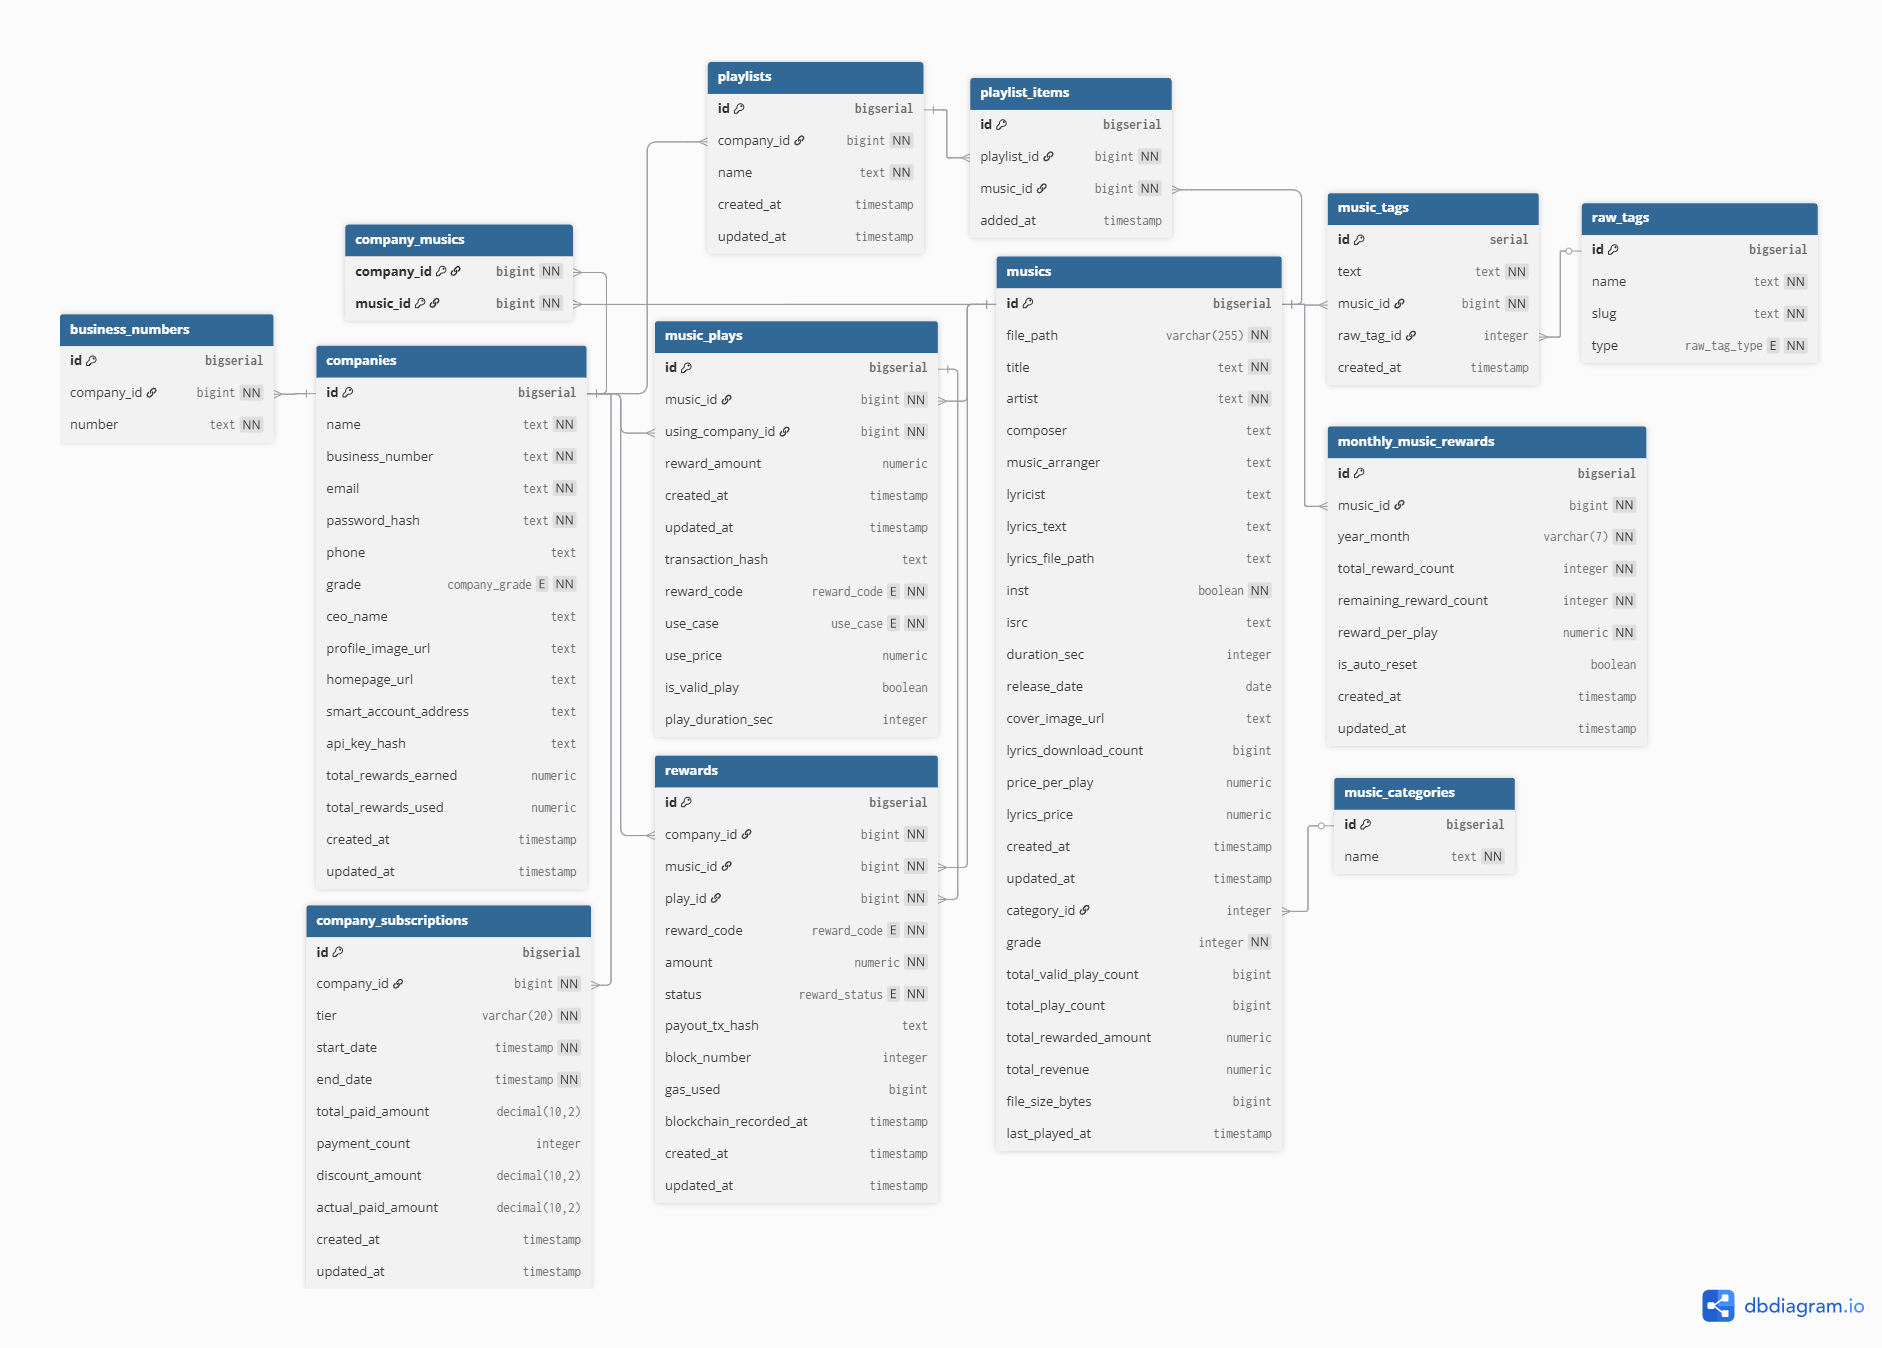 playlists
id bigserial
company_id bigint NN
name text NN
created_at timestamp
updated_at timestamp
playlist_items
id bigserial
playlist_id bigint NN
music_id bigint NN
added_at timestamp
music_tags
id serial
text text NN
music_id bigint NN
raw_tag_id integer
created_at timestamp
raw_tags
id bigserial
name text NN
slug text NN
type raw_tag_type E NN
company_musics
company_id bigint NN
music_id bigint NN
business_numbers
id bigserial
company_id bigint NN
number text NN
companies
id bigserial
name text NN
business_number text NN
email text NN
password_hash text NN
phone text
grade company_grade E NN
ceo_name text
profile_image_url text
homepage_url text
smart_account_address text
api_key_hash text
total_rewards_earned numeric
total_rewards_used numeric
created_at timestamp
updated_at timestamp
music_plays
id bigserial
music_id bigint NN
using_company_id bigint NN
reward_amount numeric
created_at timestamp
updated_at timestamp
transaction_hash text
reward_code reward_code E NN
use_case use_case E NN
use_price numeric
is_valid_play boolean
play_duration_sec integer
musics
id bigserial
file_path varchar(255) NN
title text NN
artist text NN
composer text
music_arranger text
lyricist text
lyrics_text text
lyrics_file_path text
inst boolean NN
isrc text
duration_sec integer
release_date date
cover_image_url text
lyrics_download_count bigint
price_per_play numeric
lyrics_price numeric
created_at timestamp
updated_at timestamp
category_id integer
grade integer NN
total_valid_play_count bigint
total_play_count bigint
total_rewarded_amount numeric
total_revenue numeric
file_size_bytes bigint
last_played_at timestamp
monthly_music_rewards
id bigserial
music_id bigint NN
year_month varchar(7) NN
total_reward_count integer NN
remaining_reward_count integer NN
reward_per_play numeric NN
is_auto_reset boolean
created_at timestamp
updated_at timestamp
music_categories
id bigserial
name text NN
rewards
id bigserial
company_id bigint NN
music_id bigint NN
play_id bigint NN
reward_code reward_code E NN
amount numeric NN
status reward_status E NN
payout_tx_hash text
block_number integer
gas_used bigint
blockchain_recorded_at timestamp
created_at timestamp
updated_at timestamp
company_subscriptions
id bigserial
company_id bigint NN
tier varchar(20) NN
start_date timestamp NN
end_date timestamp NN
total_paid_amount decimal(10,2)
payment_count integer
discount_amount decimal(10,2)
actual_paid_amount decimal(10,2)
created_at timestamp
updated_at timestamp
dbdiagram.io